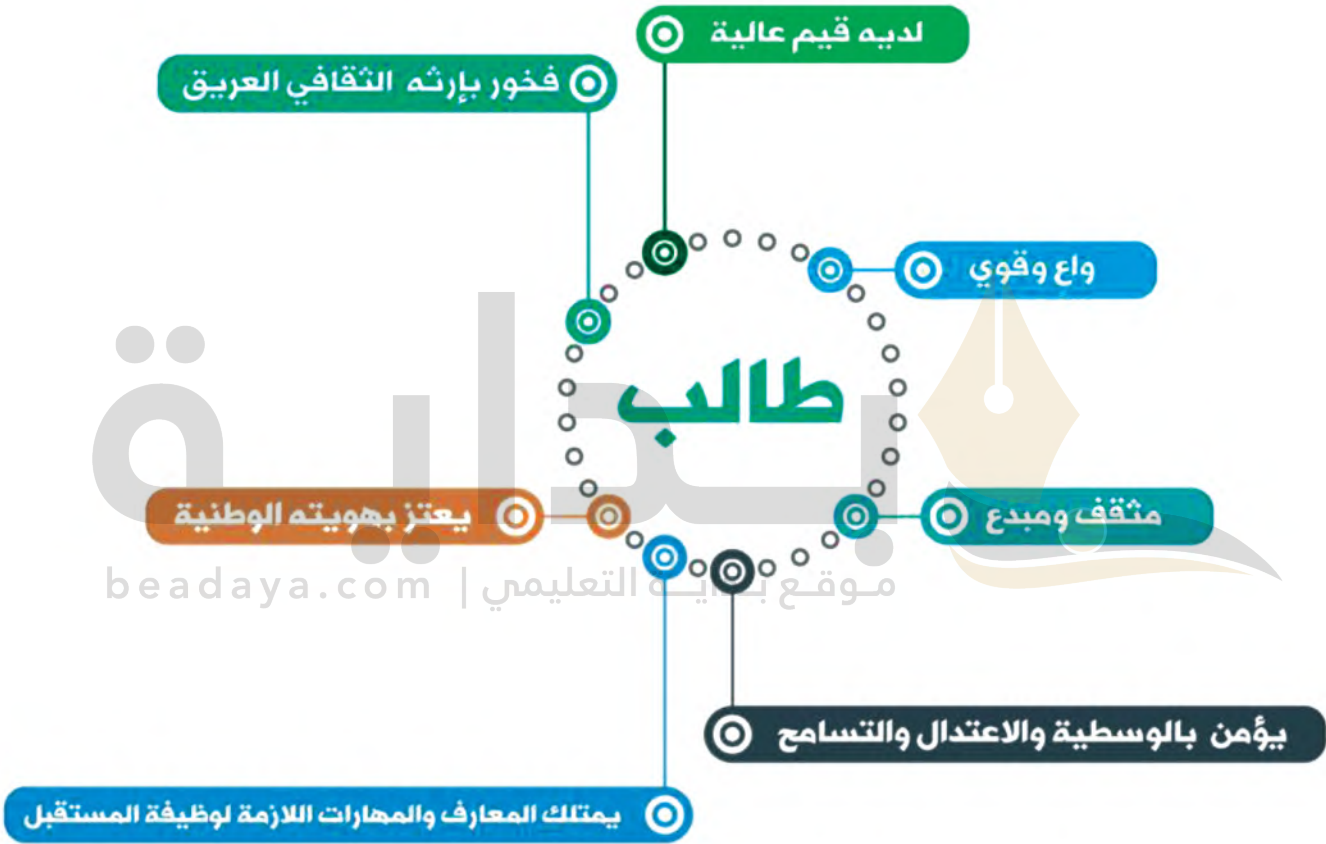 لديه قيم عالية
فخور بإرثه الثقافي العريق
واع وقوي
طالب
بداية
مثقف ومبدع
يعتز بهويته الوطنية
موقع بداية التعليمي | beadaya.com
يؤمن بالوسطية والاعتدال والتسامح
يمتلك المعارف والمهارات اللازمة لوظيفة المستقبل